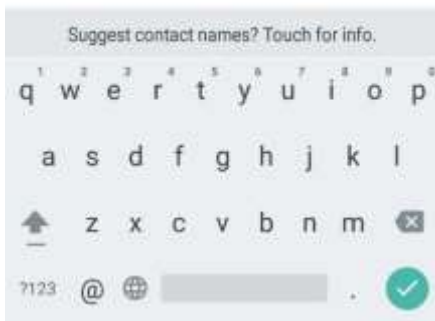 Suggest contact names? Touch for info.
1 2 3 4 5 6 7 8 9 0
q w e r t y u i o p
a s d f g h j k l
z x c v b n m
?123 @ .